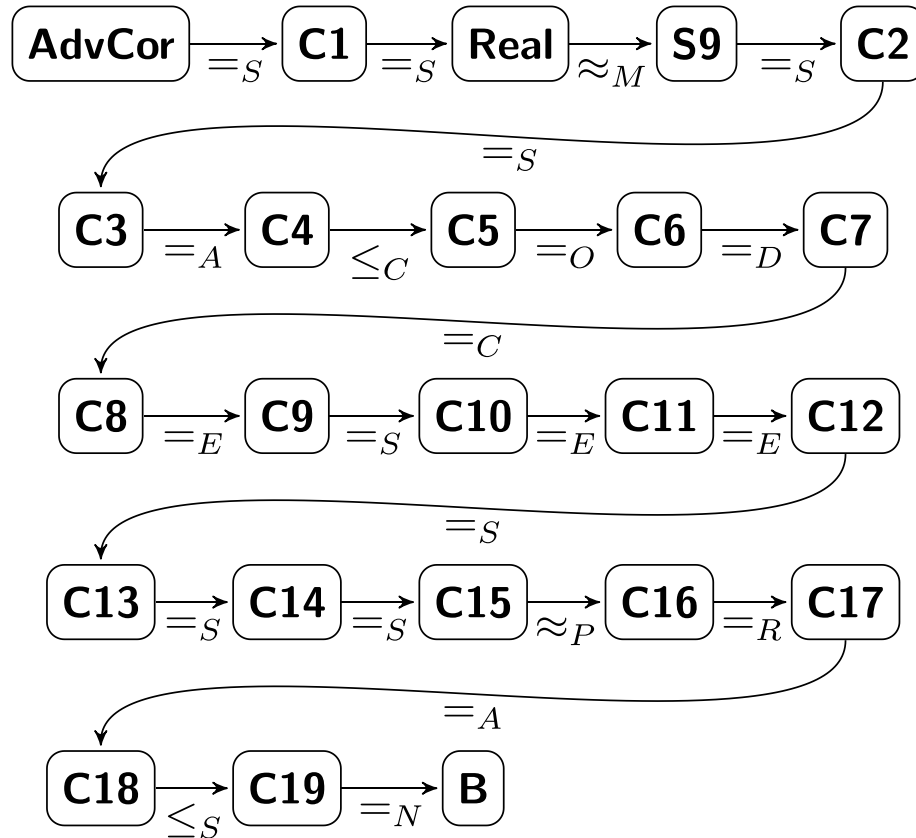 AdvCor C1 Real S9 C2
=S =S ≈M =S
=S
C3 C4 C5 C6 C7
=A ≤C =O =D
=C
C8 C9 C10 C11 C12
=E =S =E =E
=S
C13 C14 C15 C16 C17
=S =S ≈P =R
=A
C18 C19 B
≤S =N